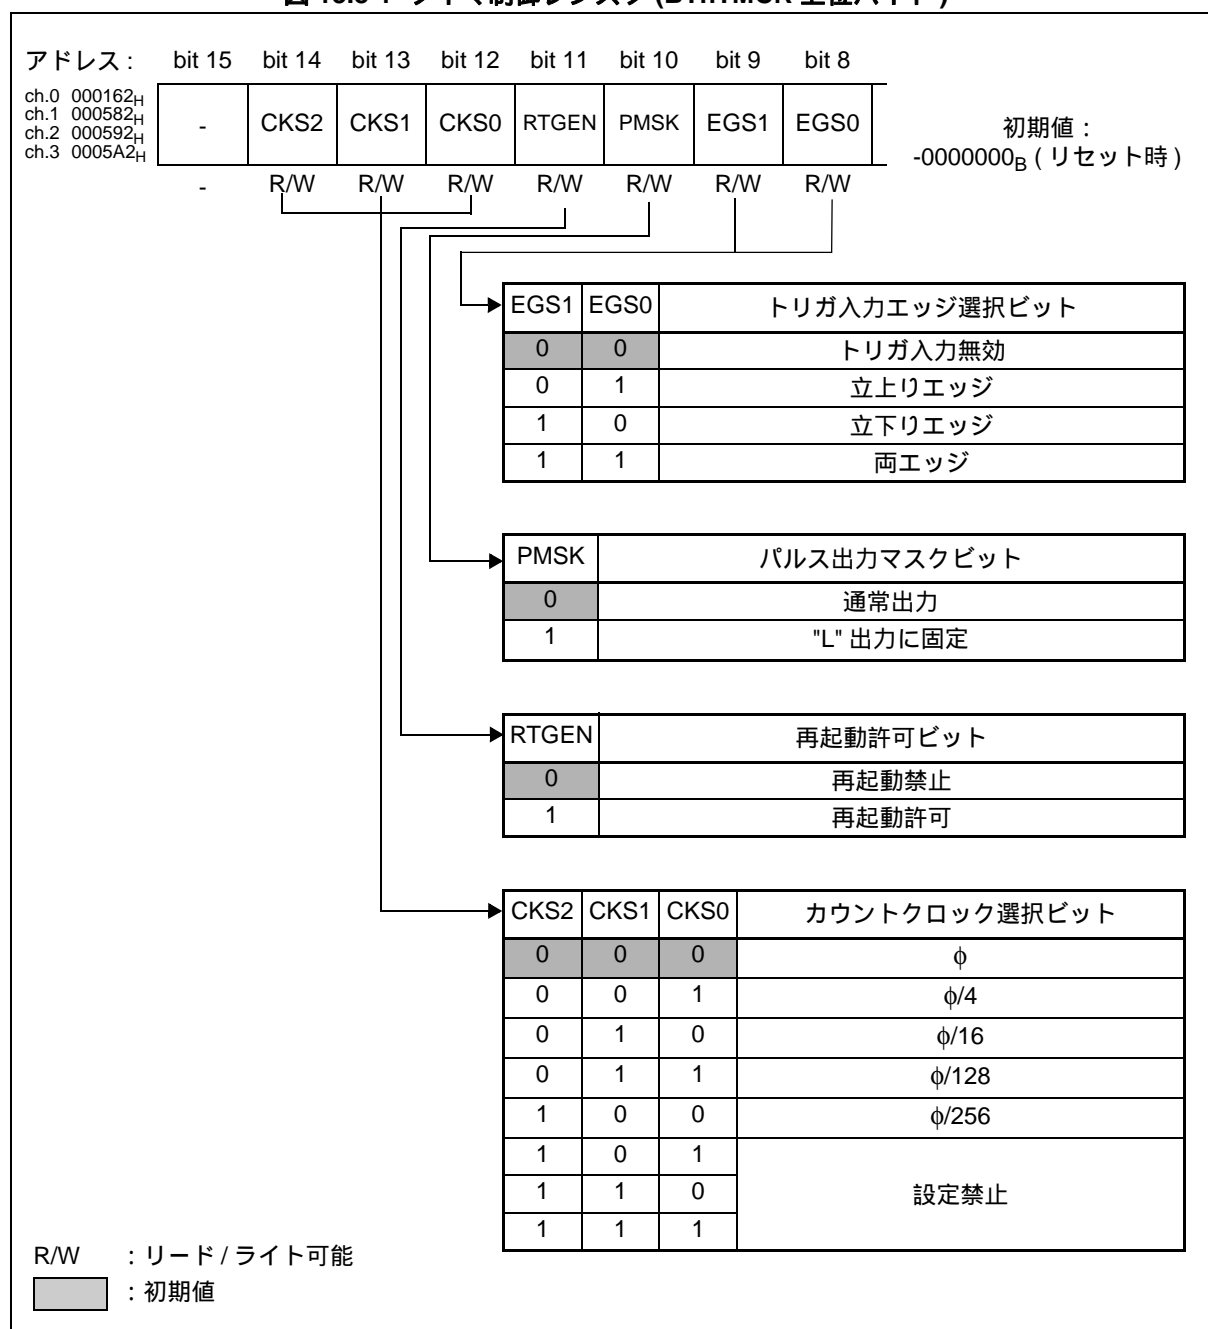 アドレス : bit 15 bit 14 bit 13 bit 12 bit 11 bit 10 bit 9 bit 8
ch.0 000162H
ch.1 000582H
ch.2 000592H
ch.3 0005A2H
- CKS2 CKS1 CKS0 RTGEN PMSK EGS1 EGS0
初期値 :
-0000000B ( リセット時 )
- R/W R/W R/W R/W R/W R/W R/W
EGS1 EGS0 トリガ入力エッジ選択ビット
0 0 トリガ入力無効
0 1 立上りエッジ
1 0 立下りエッジ
1 1 両エッジ
PMSK パルス出力マスクビット
0 通常出力
1 "L" 出力に固定
RTGEN 再起動許可ビット
0 再起動禁止
1 再起動許可
CKS2 CKS1 CKS0 カウントクロック選択ビット
0 0 0 φ
0 0 1 φ/4
0 1 0 φ/16
0 1 1 φ/128
1 0 0 φ/256
1 0 1
1 1 0 設定禁止
1 1 1
R/W : リード / ライト可能
: 初期値